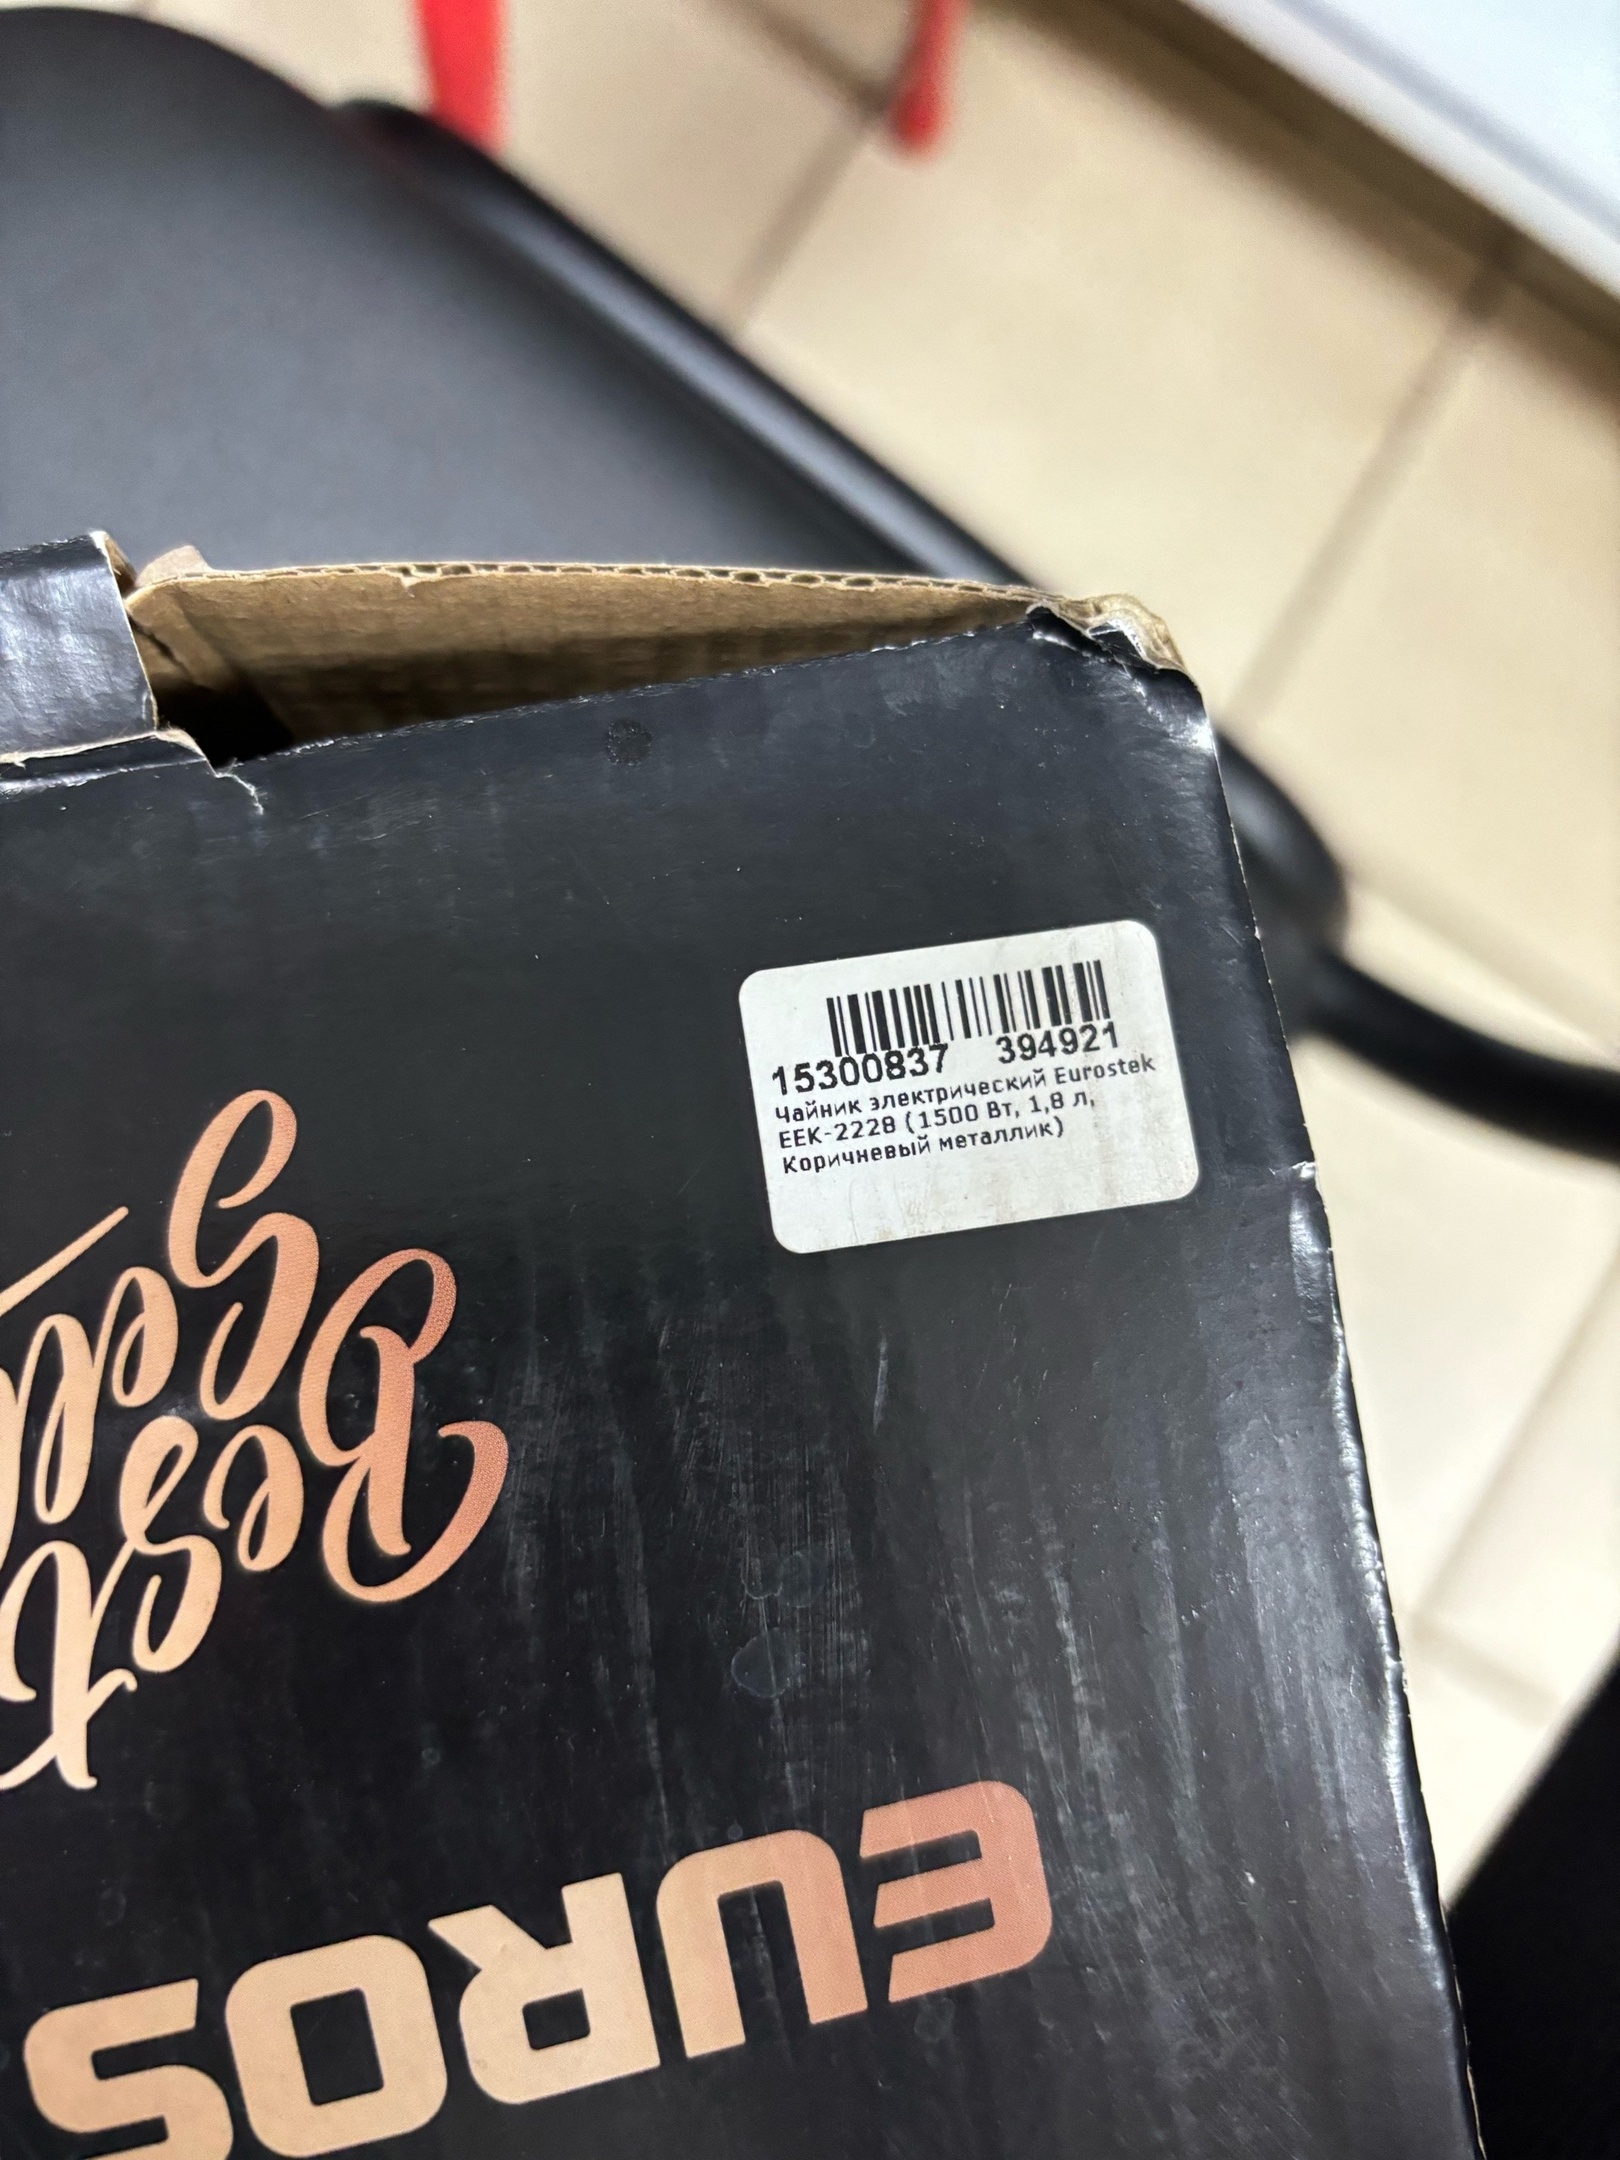 15300837 394921
Чайник электрический Eurostek
EEK-2228 (1500 Вт, 1,8 л,
Коричневый металлик)
EUROS
Best